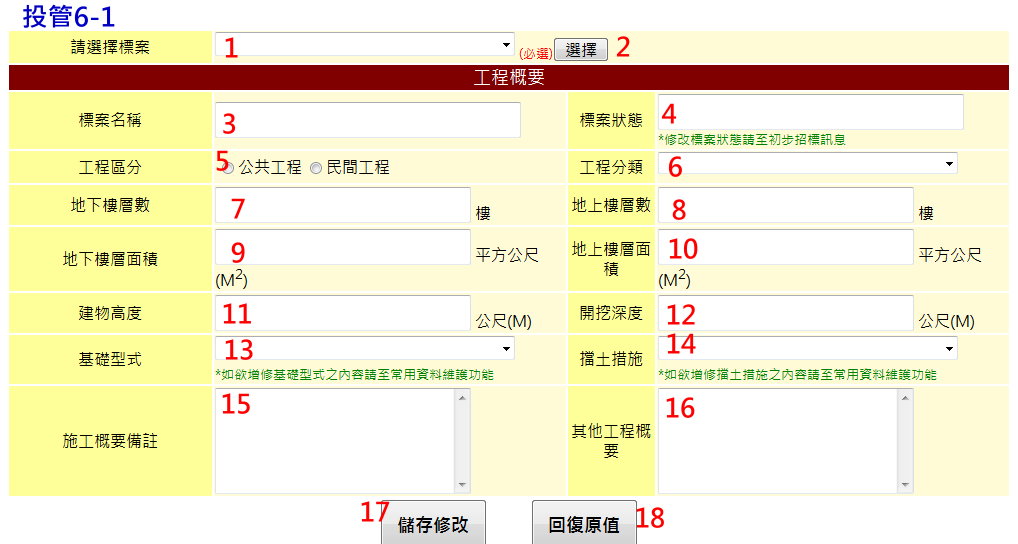 投管6-1
請選擇標案 1 (必選) 選擇 2
工程概要
標案名稱 3 標案狀態 4
*修改標案狀態請至初步招標訊息
工程區分 5 公共工程 民間工程 工程分類 6
地下樓層數 7 樓 地上樓層數 8 樓
地下樓層面積 9 平方公尺 地上樓層面 10 平方公尺
(M²) 積 (M²)
建物高度 11 公尺(M) 開挖深度 12 公尺(M)
基礎型式 13 擋土措施 14
*如欲增修基礎型式之內容請至常用資料維護功能 *如欲增修擋土措施之內容請至常用資料維護功能
施工概要備註 15 其他工程概 16
要
17 儲存修改 回復原值 18